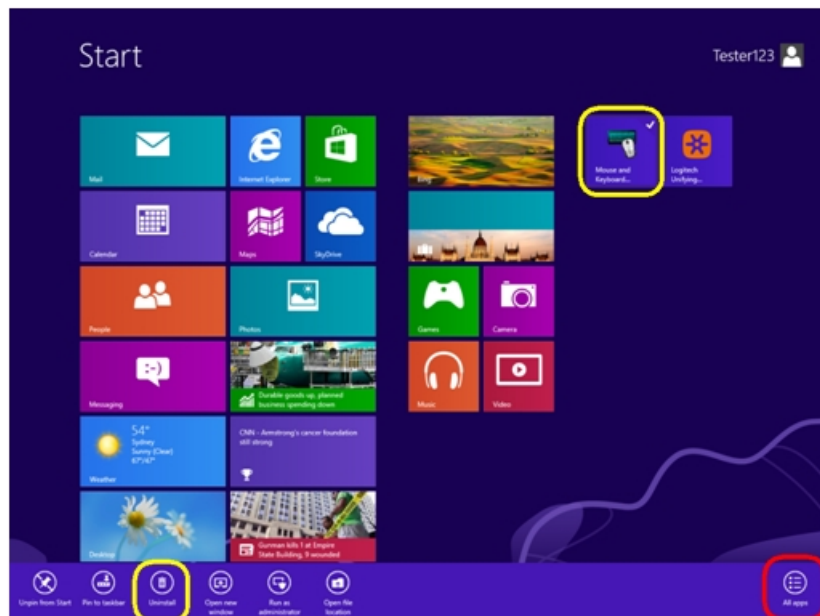 Start
Tester123
Mail
Internet Explorer
Store
Mouse and
Keyboard...
Logitech
Unifying...
Calendar
Maps
SkyDrive
People
Photos
Games
Camera
Messaging
:-)
Durable goods up, planned
business spending down
Music
Video
54°
Sydney
Sunny (Clear)
67°/47°
Weather
CNN - Armstrong's cancer foundation
still strong
Desktop
Gunman kills 1 at Empire
State Building, 9 wounded
Unpin from Start
Pin to taskbar
Uninstall
Open new
window
Run as
administrator
Open file
location
All apps